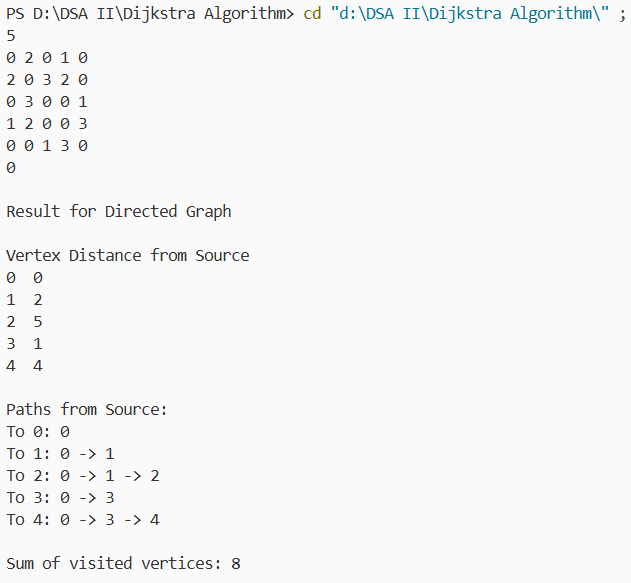 PS D:\DSA II\Dijkstra Algorithm> cd "d:\DSA II\Dijkstra Algorithm\" ;
5
0 2 0 1 0
2 0 3 2 0
0 3 0 0 1
1 2 0 0 3
0 0 1 3 0
0
Result for Directed Graph
Vertex Distance from Source
0  0
1  2
2  5
3  1
4  4
Paths from Source:
To 0: 0
To 1: 0 -> 1
To 2: 0 -> 1 -> 2
To 3: 0 -> 3
To 4: 0 -> 3 -> 4
Sum of visited vertices: 8